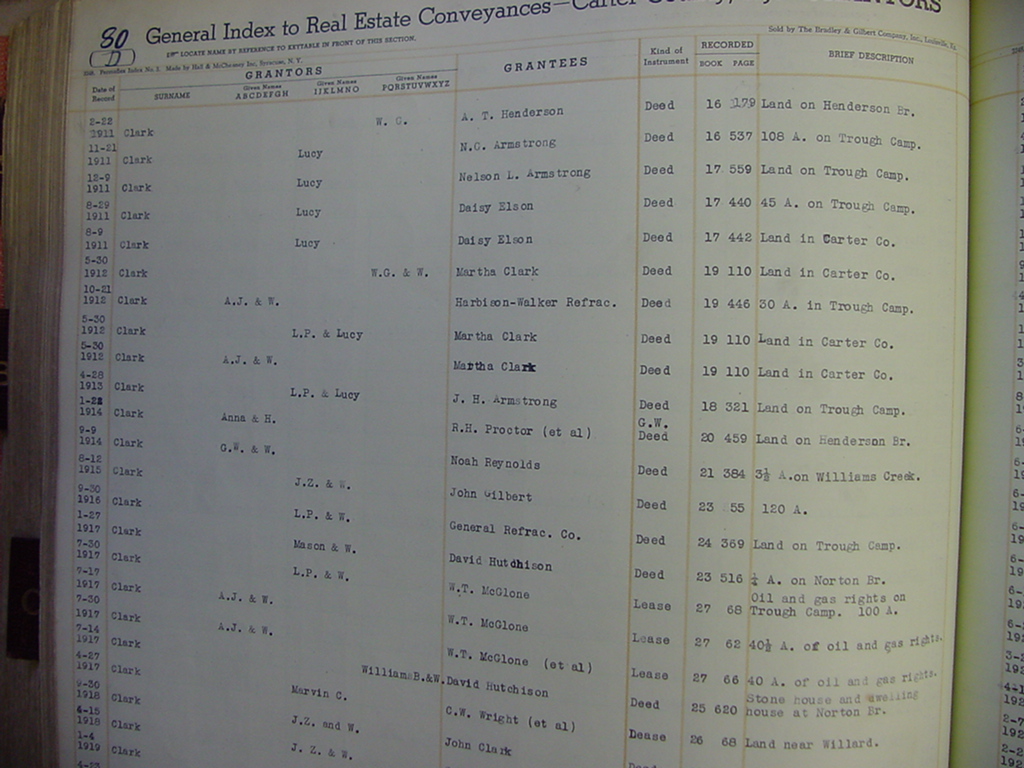 80
D
General Index to Real Estate Conveyances—Carter
LOCATE NAME BY REFERENCE TO KEYTABLE IN FRONT OF THIS SECTION.
Sold by The Bradley & Gilbert Company, Inc., Louisville, Ky.
GRANTORS GRANTEES Kind of Instrument RECORDED BRIEF DESCRIPTION
Date of Record SURNAME Given Names ABCDEFGH Given Names IJKLMNO Given Names PQRSTUVWXYZ BOOK PAGE
2-22 1911 Clark W. G. A. T. Henderson Deed 16 179 Land on Henderson Br.
11-21 1911 Clark Lucy N.C. Armstrong Deed 16 537 108 A. on Trough Camp.
12-9 1911 Clark Lucy Nelson L. Armstrong Deed 17 559 Land on Trough Camp.
8-29 1911 Clark Lucy Daisy Elson Deed 17 440 45 A. on Trough Camp.
8-9 1911 Clark Lucy Daisy Elson Deed 17 442 Land in Carter Co.
5-30 1912 Clark W.G. & W. Martha Clark Deed 19 110 Land in Carter Co.
10-21 1912 Clark A.J. & W. Harbison-Walker Refrac. Deed 19 446 30 A. in Trough Camp.
5-30 1912 Clark L.P. & Lucy Martha Clark Deed 19 110 Land in Carter Co.
5-30 1912 Clark A.J. & W. Martha Clark Deed 19 110 Land in Carter Co.
4-28 1913 Clark L.P. & Lucy J. H. Armstrong Deed 18 321 Land on Trough Camp.
1-22 1914 Clark Anna & H. R.H. Proctor (et al) G.W. Deed 20 459 Land on Henderson Br.
9-9 1914 Clark G.W. & W. Noah Reynolds Deed 21 384 3½ A.on Williams Creek.
8-12 1915 Clark J.Z. & W. John Gilbert Deed 23 55 120 A.
9-30 1916 Clark L.P. & W. General Refrac. Co. Deed 24 369 Land on Trough Camp.
1-27 1917 Clark Mason & W. David Hutchison Deed 23 516 A. on Norton Br.
7-30 1917 Clark L.P. & W. W.T. McGlone Lease 27 68 Oil and gas rights on Trough Camp. 100 A.
7-17 1917 Clark A.J. & W. W.T. McGlone Lease 27 62 40½ A. of oil and gas rights.
7-30 1917 Clark A.J. & W. W.T. McGlone (et al) Lease 27 66 40 A. of oil and gas rights.
7-14 1917 Clark William B.&W. David Hutchison Deed 25 620 Stone house and dwelling house at Norton Br.
4-27 1917 Clark Marvin C. C.W. Wright (et al) Lease 26 68 Land near Willard.
1918 Clark J.Z. and W. John Clark
4-15 1918 Clark J. Z. & W.
1-4 1919 Clark